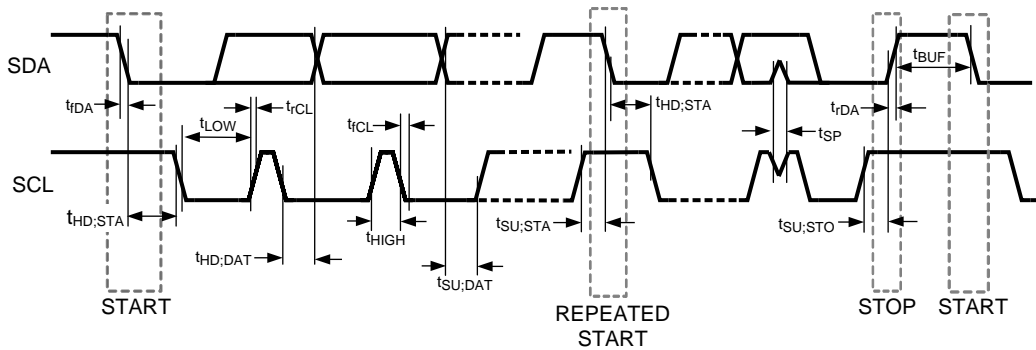 SDA
tfDA
tLOW
trCL
tfCL
tHD;STA
tSP
tBUF
trDA
SCL
tHD;STA
tHD;DAT
tHIGH
tSU;DAT
tSU;STA
tSU;STO
START
REPEATED
START
STOP
START